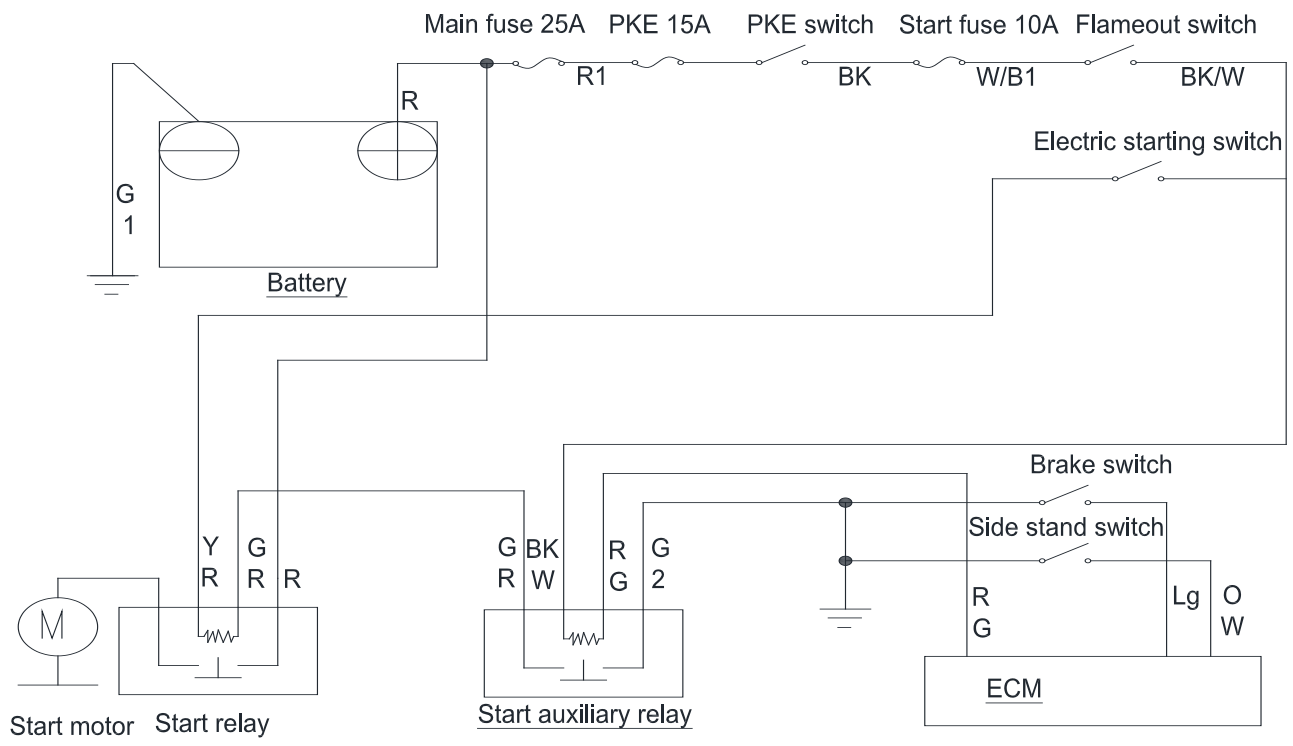 Main fuse 25A PKE 15A PKE switch Start fuse 10A Flameout switch
R R1 BK W/B1 BK/W
Electric starting switch
G
1
Battery
Brake switch
Side stand switch
Y G
R R R
G BK R G
R W G 2
R Lg O
G W
M
ECM
Start motor Start relay Start auxiliary relay